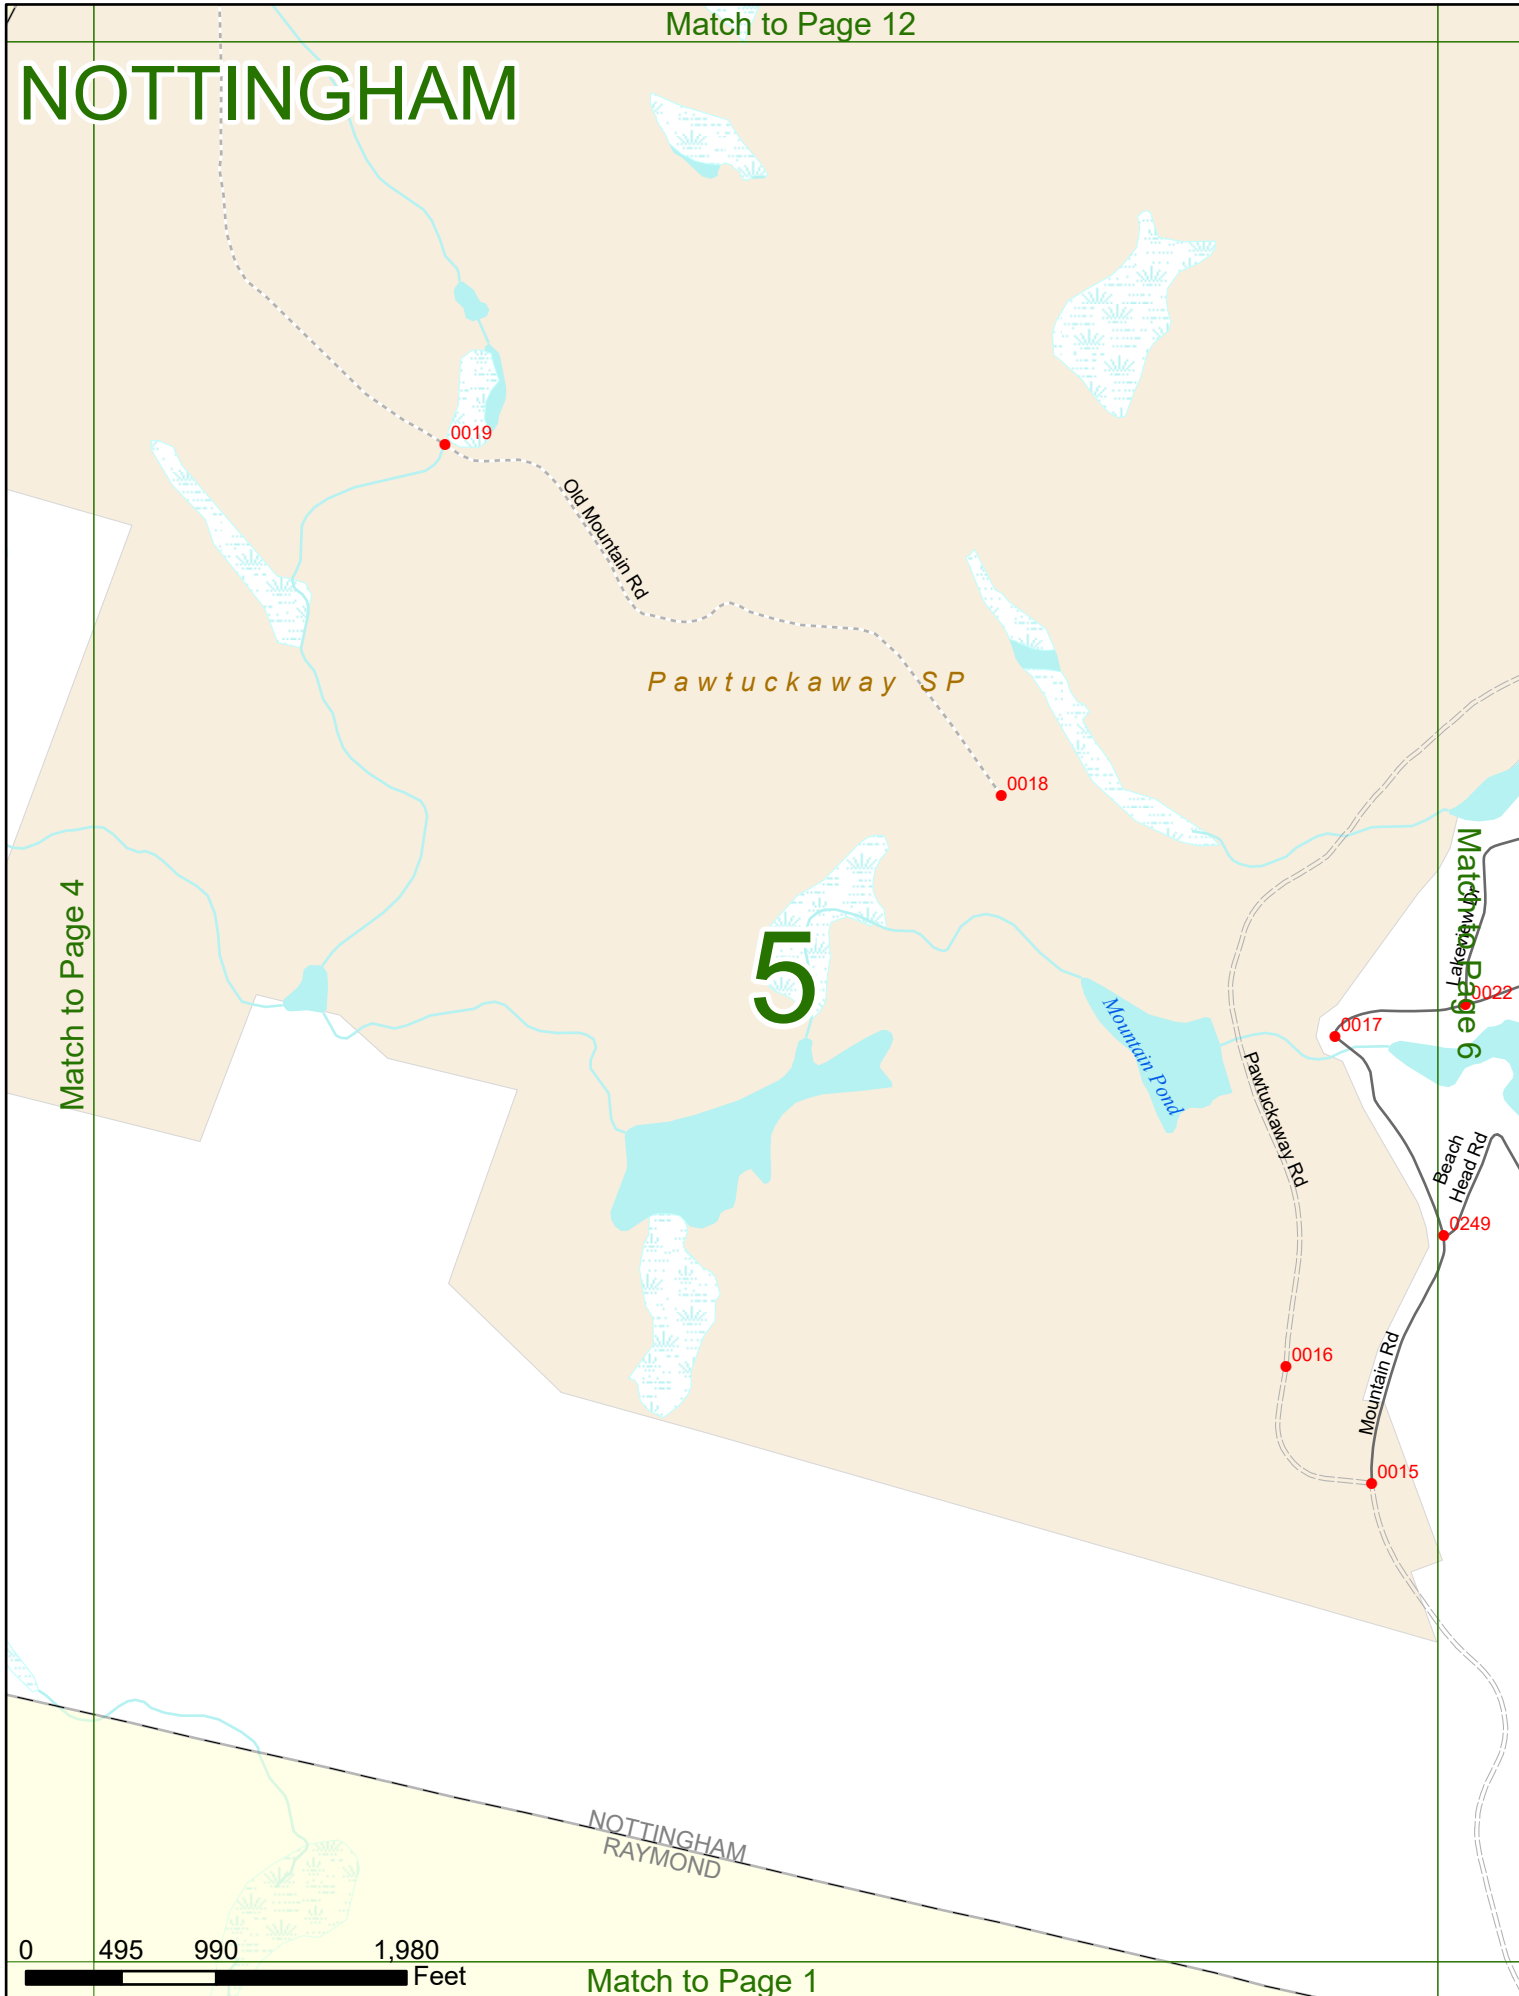 Match to Page 12
NOTTINGHAM
0019
Old Mountain Rd
Pawtuckaway SP
0018
Match to Page 4
5
Match to Page 6
Lakeview Dr
0022
0017
Mountain Pond
Pawtuckaway Rd
Beach
Head Rd
0249
0016
Mountain Rd
0015
NOTTINGHAM
RAYMOND
0 495 990 1,980
Feet
Match to Page 1